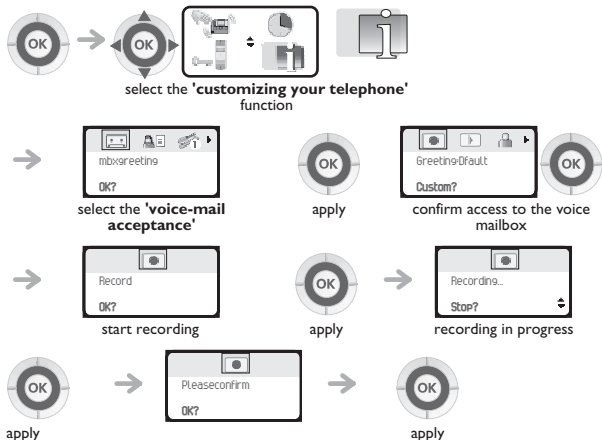 OK
OK
select the 'customizing your telephone'
function
mbxgreeting
OK?
select the 'voice-mail
acceptance'
OK
apply
Greeting:Dfault
Custom?
OK
confirm access to the voice
mailbox
Record
OK?
start recording
OK
apply
Recording...
Stop?
recording in progress
OK
apply
Pleaseconfirm
OK?
OK
apply